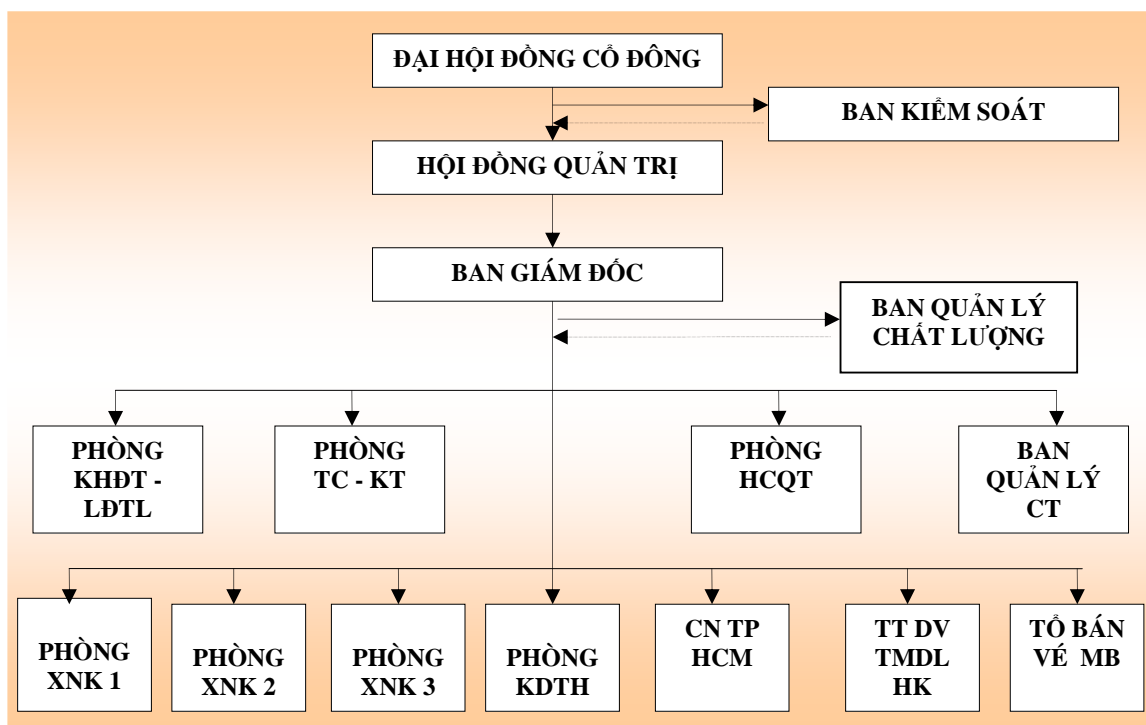 ĐẠI HỘI ĐỒNG CỔ ĐÔNG
BAN KIỂM SOÁT
HỘI ĐỒNG QUẢN TRỊ
BAN GIÁM ĐỐC
BAN QUẢN LÝ
CHẤT LƯỢNG
PHÒNG
KHĐT -
LĐTL
PHÒNG
TC - KT
PHÒNG
HCQT
BAN
QUẢN LÝ
CT
PHÒNG
XNK 1
PHÒNG
XNK 2
PHÒNG
XNK 3
PHÒNG
KDTH
CN TP
HCM
TT DV
TMDL
HK
TỔ BÁN
VÉ MB